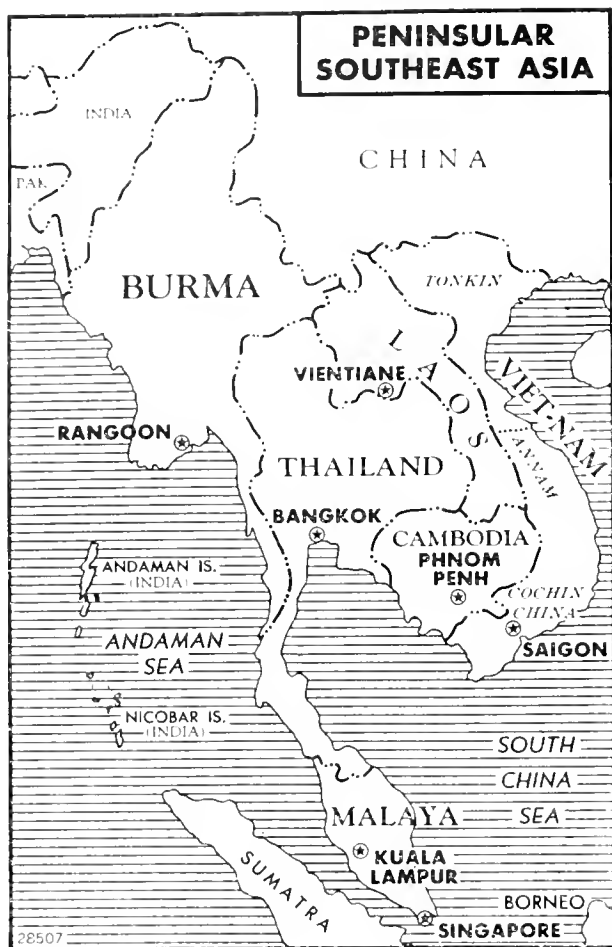 PENINSULAR
SOUTHEAST ASIA
INDIA
CHINA
PAK.
BURMA
TONKIN
LAOS
VIENTIANE
VIET-NAM
RANGOON
ANNAM
THAILAND
BANGKOK
CAMBODIA
PHNOM
PENH
ANDAMAN IS.
(INDIA)
COCHIN
CHINA
ANDAMAN
SEA
SAIGON
NICOBAR IS.
(INDIA)
SOUTH
CHINA
SEA
MALAYA
KUALA
LAMPUR
SUMATRA
BORNEO
SINGAPORE
28507